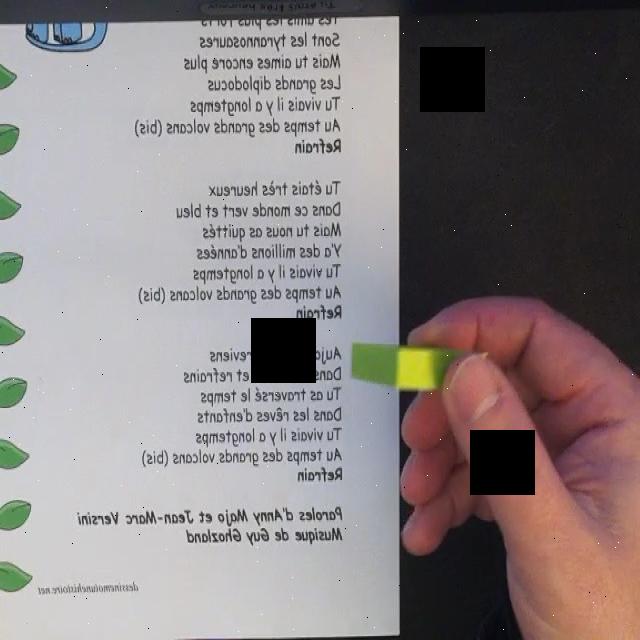 Tes amis les plus forts
Sont les tyrannosaures
Mais tu aimes encore plus
Les grands diplodocus
Tu vivais il y a longtemps
Au temps des grands volcans (bis)
Refrain
Tu étais très heureux
Dans ce monde vert et bleu
Mais tu nous as quittés
Y'a des millions d'années
Tu vivais il y a longtemps
Au temps des grands volcans (bis)
Refrain
reviens
et refrains
Tu as traversé le temps
Dans les rêves d'enfants
Tu vivais il y a longtemps
Au temps des grands volcans (bis)
Refrain
Paroles d'Anny Majo et Jean-Marc Versini
Musique de Guy Ghozland
dessinemoiunehistoire.net